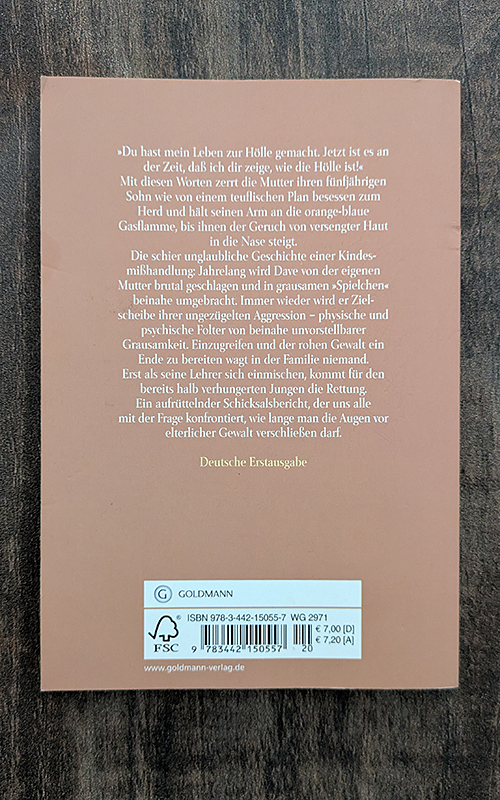 »Du hast mein Leben zur Hölle gemacht. Jetzt ist es an
der Zeit, daß ich dir zeige, wie die Hölle ist!«
Mit diesen Worten zerrt die Mutter ihren fünfjährigen
Sohn wie von einem teuflischen Plan besessen zum
Herd und hält seinen Arm an die orange-blaue
Gasflamme, bis ihnen der Geruch von versengter Haut
in die Nase steigt.
Die schier unglaubliche Geschichte einer Kindes-
mißhandlung: Jahrelang wird Dave von der eigenen
Mutter brutal geschlagen und in grausamen »Spielchen«
beinahe umgebracht. Immer wieder wird er Ziel-
scheibe ihrer ungezügelten Aggression – physische und
psychische Folter von beinahe unvorstellbarer
Grausamkeit. Einzugreifen und der rohen Gewalt ein
Ende zu bereiten wagt in der Familie niemand.
Erst als seine Lehrer sich einmischen, kommt für den
bereits halb verhungerten Jungen die Rettung.
Ein aufrüttelnder Schicksalsbericht, der uns alle
mit der Frage konfrontiert, wie lange man die Augen vor
elterlicher Gewalt verschließen darf.
Deutsche Erstausgabe
G GOLDMANN
ISBN 978-3-442-15055-7 WG 2971
€ 7,00 [D]
€ 7,20 [A]
FSC
9 783442 150557 20
www.goldmann-verlag.de